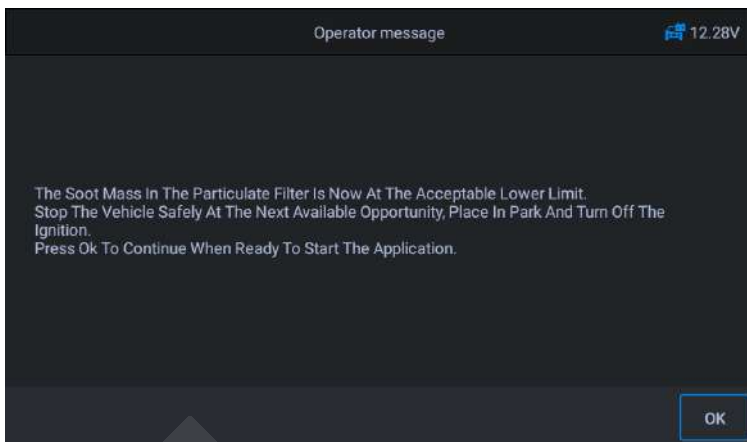 Operator message
12.28V
The Soot Mass In The Particulate Filter Is Now At The Acceptable Lower Limit.
Stop The Vehicle Safely At The Next Available Opportunity, Place In Park And Turn Off The
Ignition.
Press Ok To Continue When Ready To Start The Application.
OK